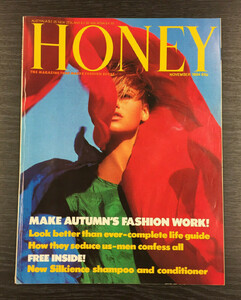 HONEY
NOVEMBER
MAKE AUTUMN'S FASHION WORK!
Look better than ever-complete life guide
How they seduce us-men confess all
FREE INSIDE!
New Silkience shampoo and conditioner